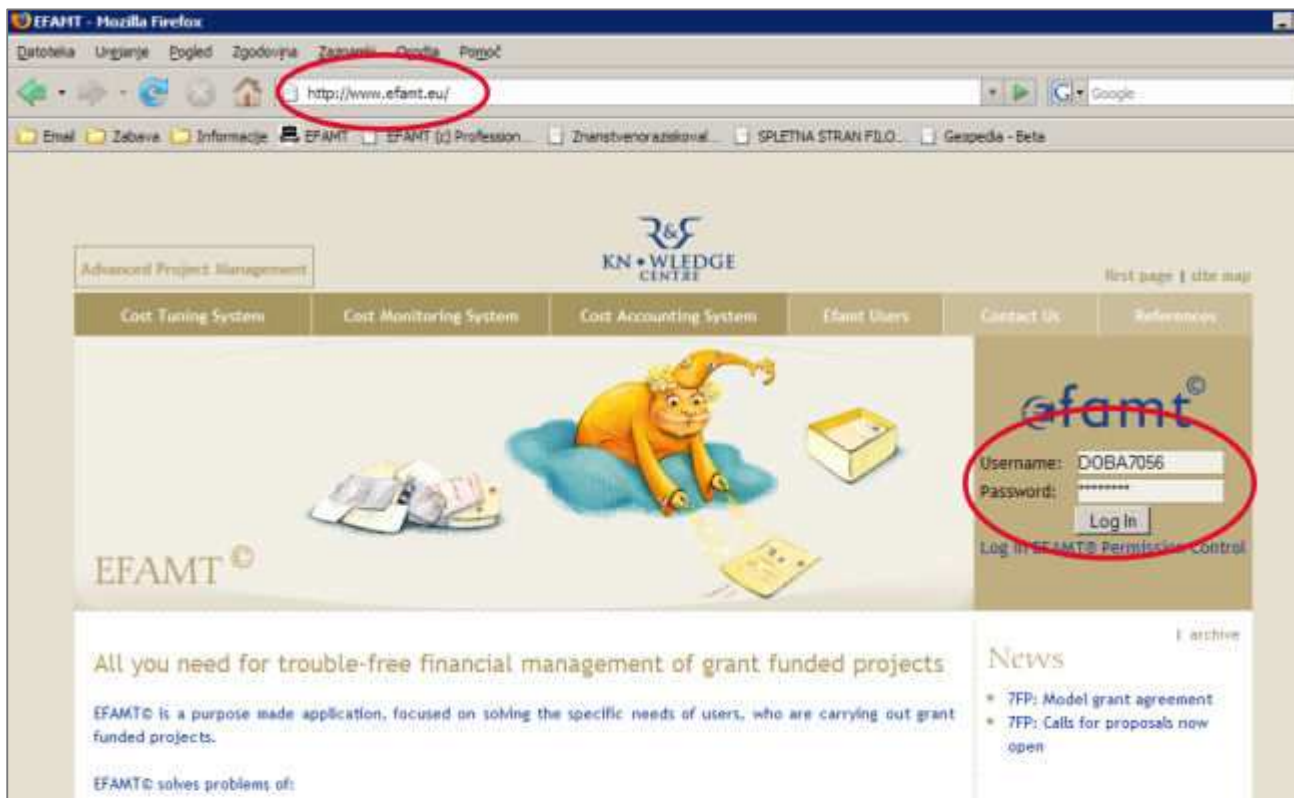 EFAMT - Mozilla Firefox
Datoteka Urejanje Pogled Zgodovina Zaznamki Orodja Pomoč
http://www.efamt.eu/
G Google
Email Zabava Informacije EFAMT EFAMT (c) Profession... Znanstvenoraziskoval... SPLETNA STRAN FILO... Geopedia - Beta
R&F
KN•WLEDGE
CENTRE
Advanced Project Management
first page | site map
Cost Tuning System Cost Monitoring System Cost Accounting System Efamt Users Contact Us References
efamt©
Username: DOBA7056
Password: ********
Log In
Log in EFAMT® Permission Control
EFAMT ©
| archive
All you need for trouble-free financial management of grant funded projects
News
EFAMT© is a purpose made application, focused on solving the specific needs of users, who are carrying out grant
funded projects.
7FP: Model grant agreement
7FP: Calls for proposals now
open
EFAMT© solves problems of: